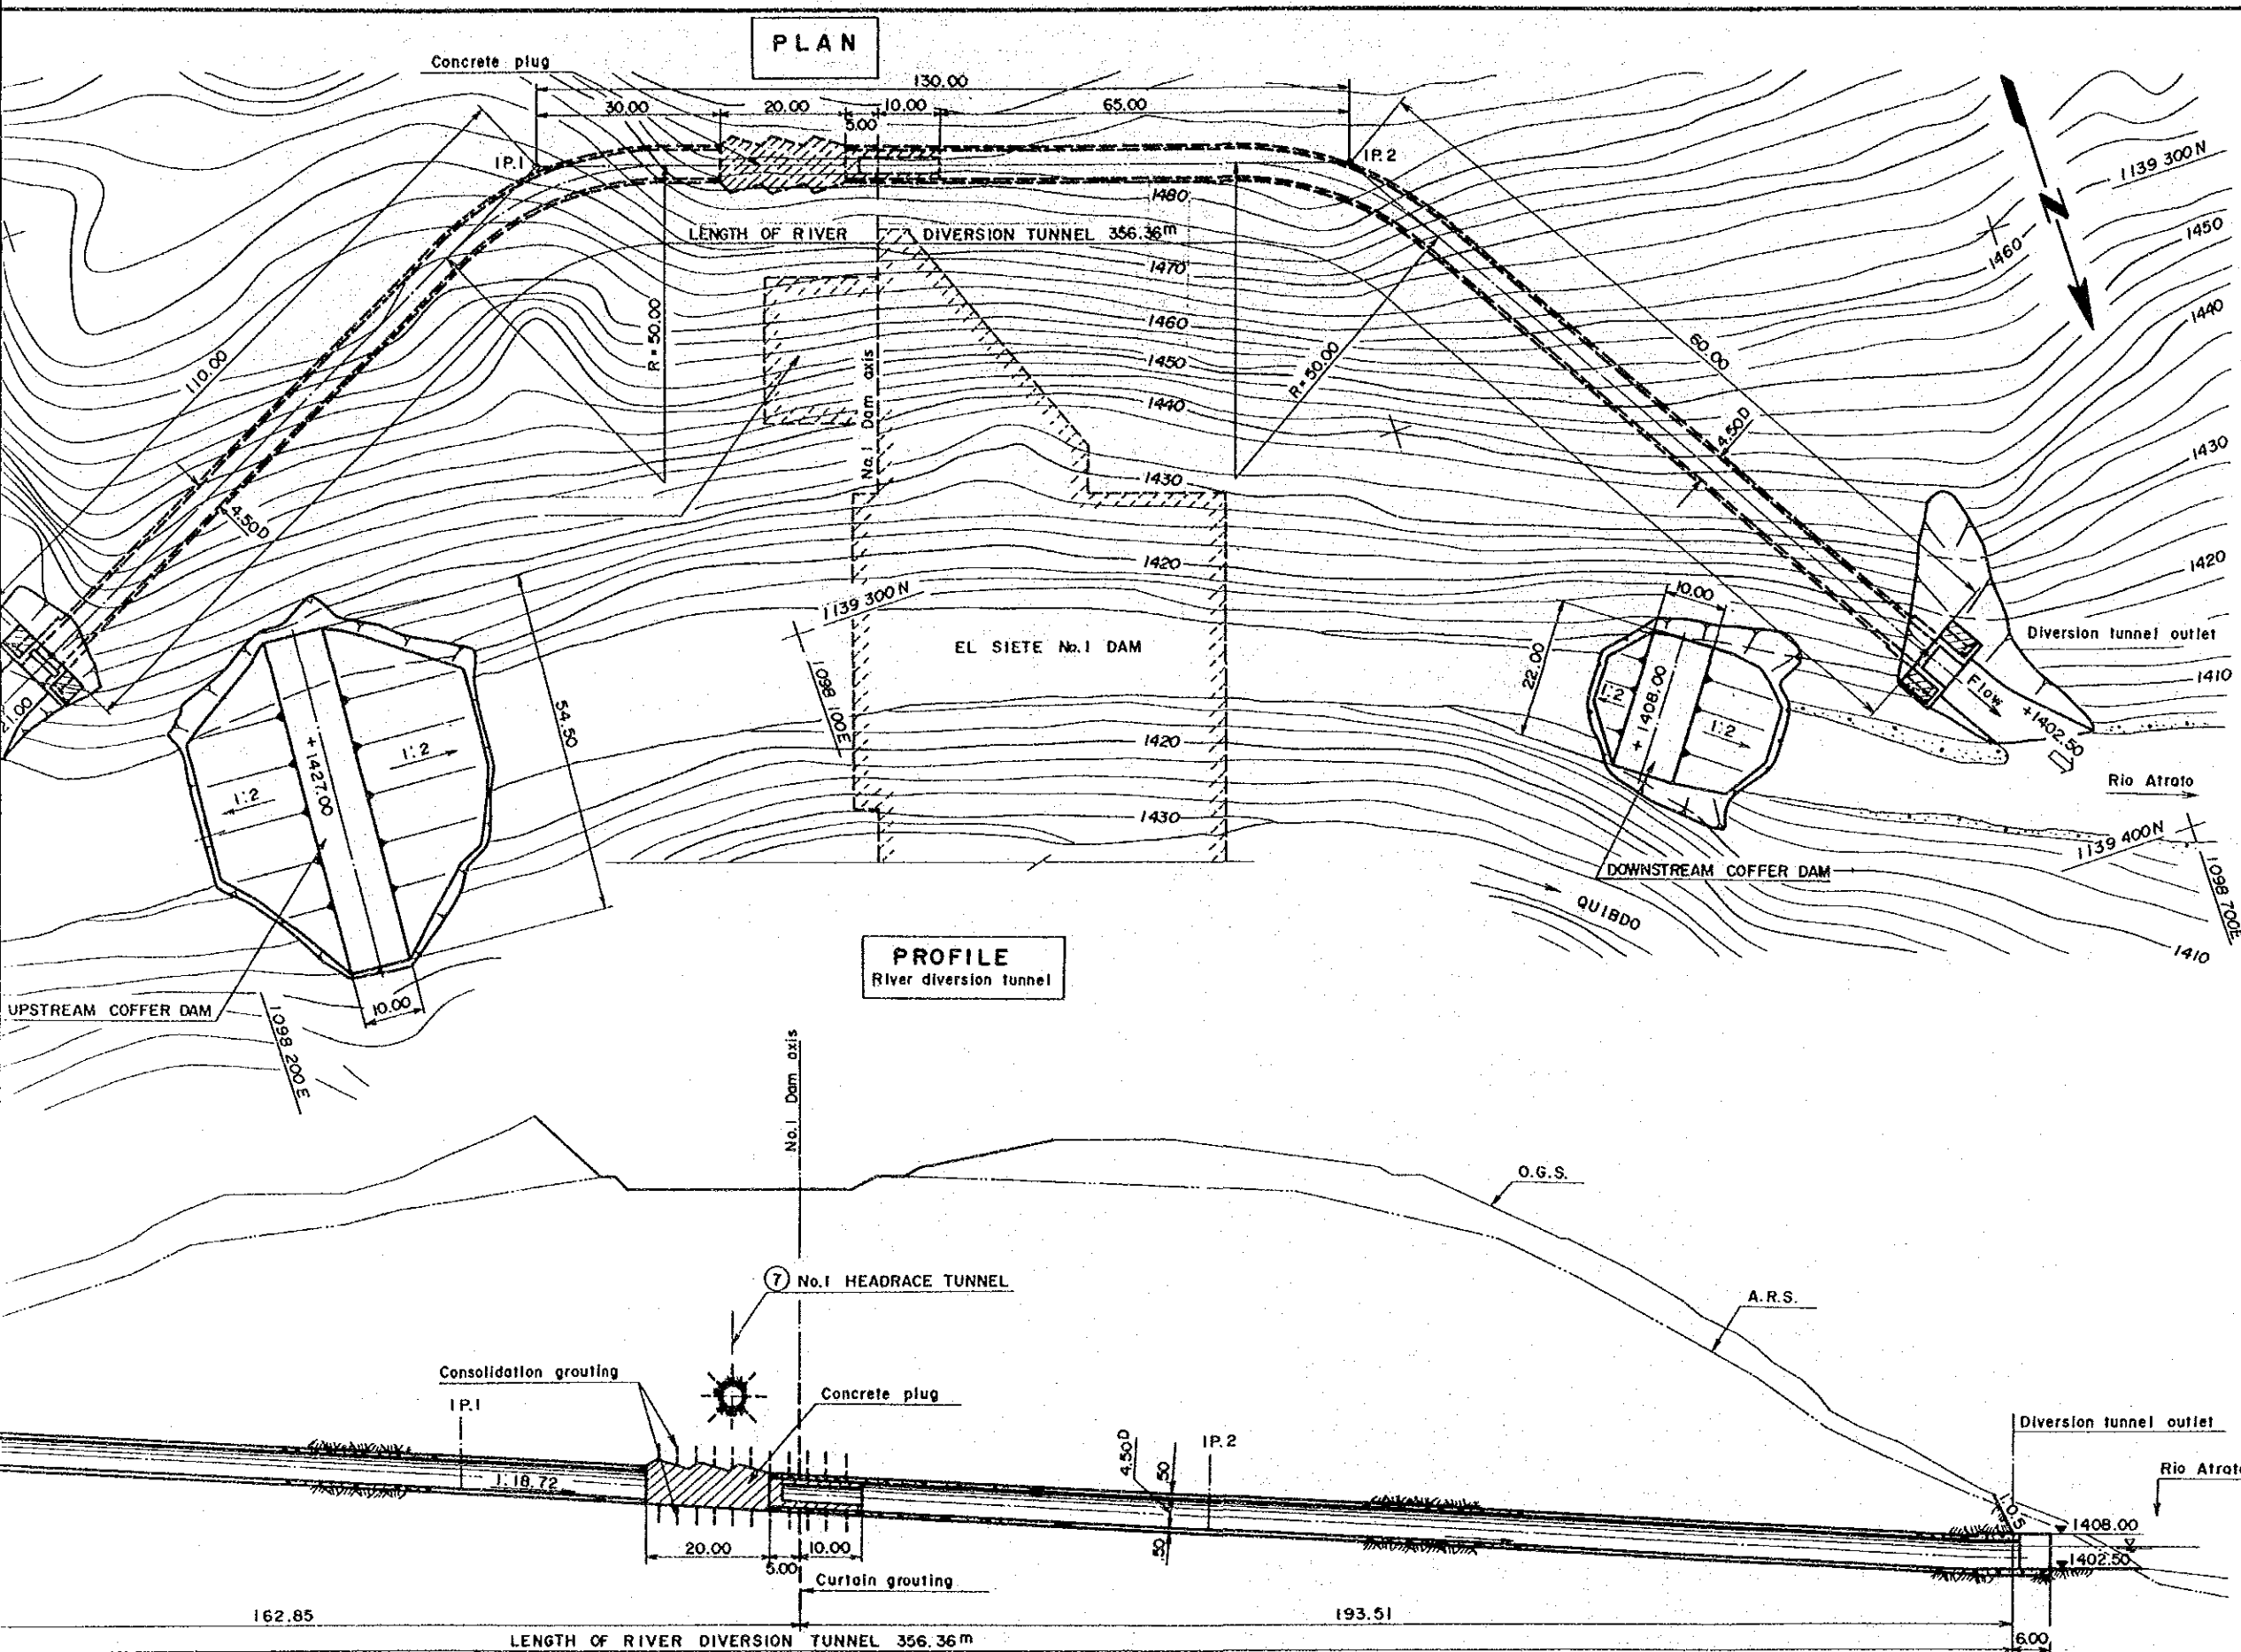 PLAN
Concrete plug
130.00
30.00
20.00
10.00
65.00
5.00
I.P.1
I.P.2
1139 300 N
N
1480
1450
LENGTH OF RIVER DIVERSION TUNNEL 356.36m
1460
1470
1440
R=50.00
1460
110.00
No.1 Dam axis
1450
R=50.00
1440
4.50D
1430
1430
4.50D
1420
1420
1139 300 N
10.00
EL SIETE No.1 DAM
Diversion tunnel outlet
22.00
1410
1098 100E
1:2
+1408.00
Flow
21.00
54.50
1:2
+1402.50
1:2
+1427.00
1:2
1420
Rio Atrato
1430
1139 400 N
DOWNSTREAM COFFER DAM
1098 700E
QUIBDO
1410
PROFILE
River diversion tunnel
UPSTREAM COFFER DAM
10.00
1098 200 E
No.1 Dam axis
O.G.S.
7 No.1 HEADRACE TUNNEL
A.R.S.
Consolidation grouting
Concrete plug
I.P.1
Diversion tunnel outlet
4.50D
50
I.P.2
1:18.72
Rio Atrato
1:0.5
1408.00
20.00
10.00
50
1402.50
5.00
Curtain grouting
162.85
193.51
LENGTH OF RIVER DIVERSION TUNNEL 356.36m
6.00